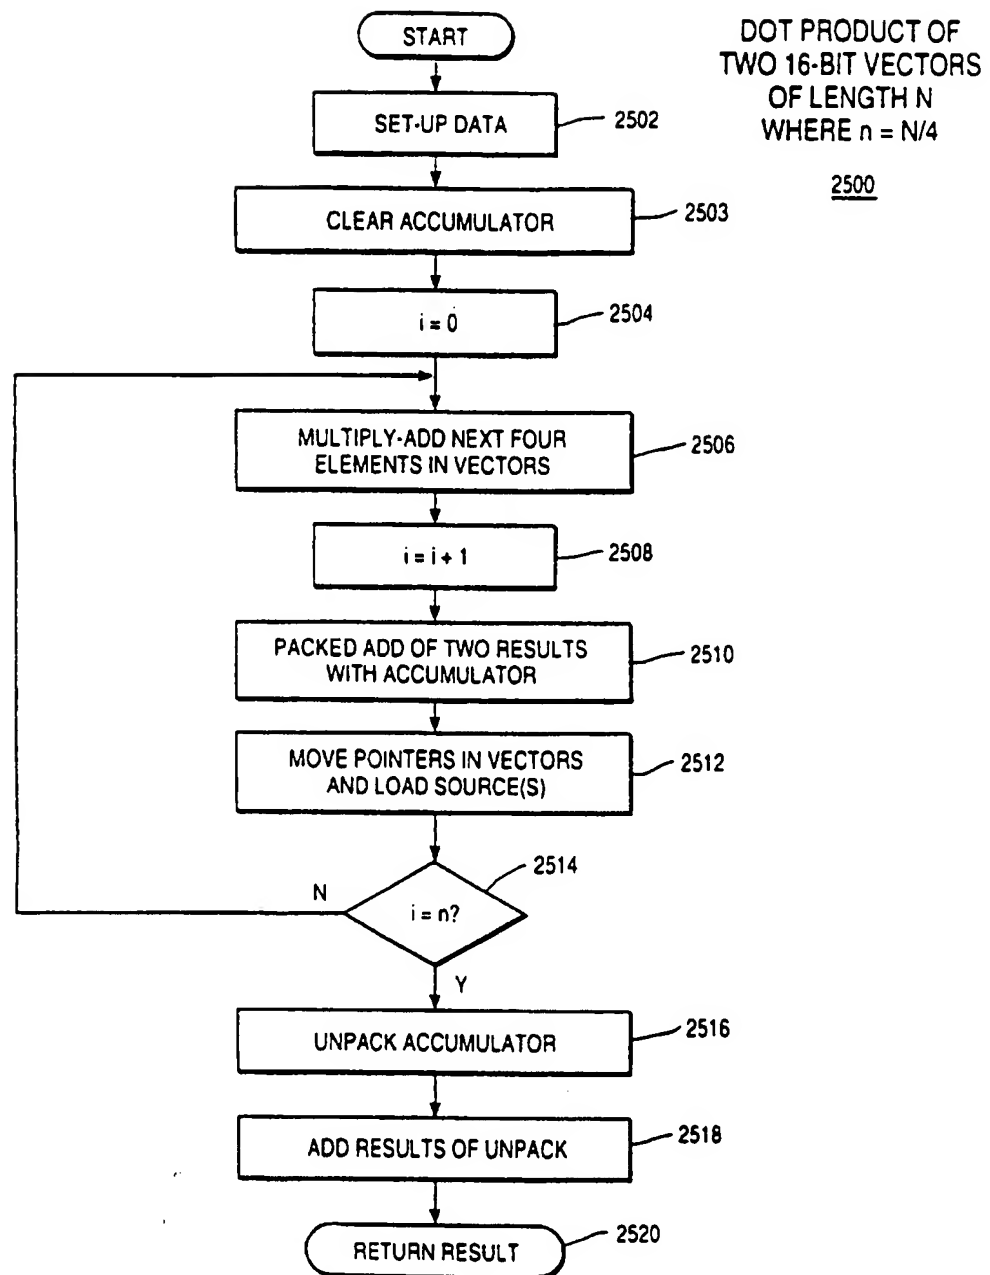 START
DOT PRODUCT OF
TWO 16-BIT VECTORS
OF LENGTH N
WHERE n = N/4
2500
SET-UP DATA
2502
CLEAR ACCUMULATOR
2503
i = 0
2504
MULTIPLY-ADD NEXT FOUR
ELEMENTS IN VECTORS
2506
i = i + 1
2508
PACKED ADD OF TWO RESULTS
WITH ACCUMULATOR
2510
MOVE POINTERS IN VECTORS
AND LOAD SOURCE(S)
2512
2514
N
i = n?
Y
UNPACK ACCUMULATOR
2516
ADD RESULTS OF UNPACK
2518
RETURN RESULT
2520